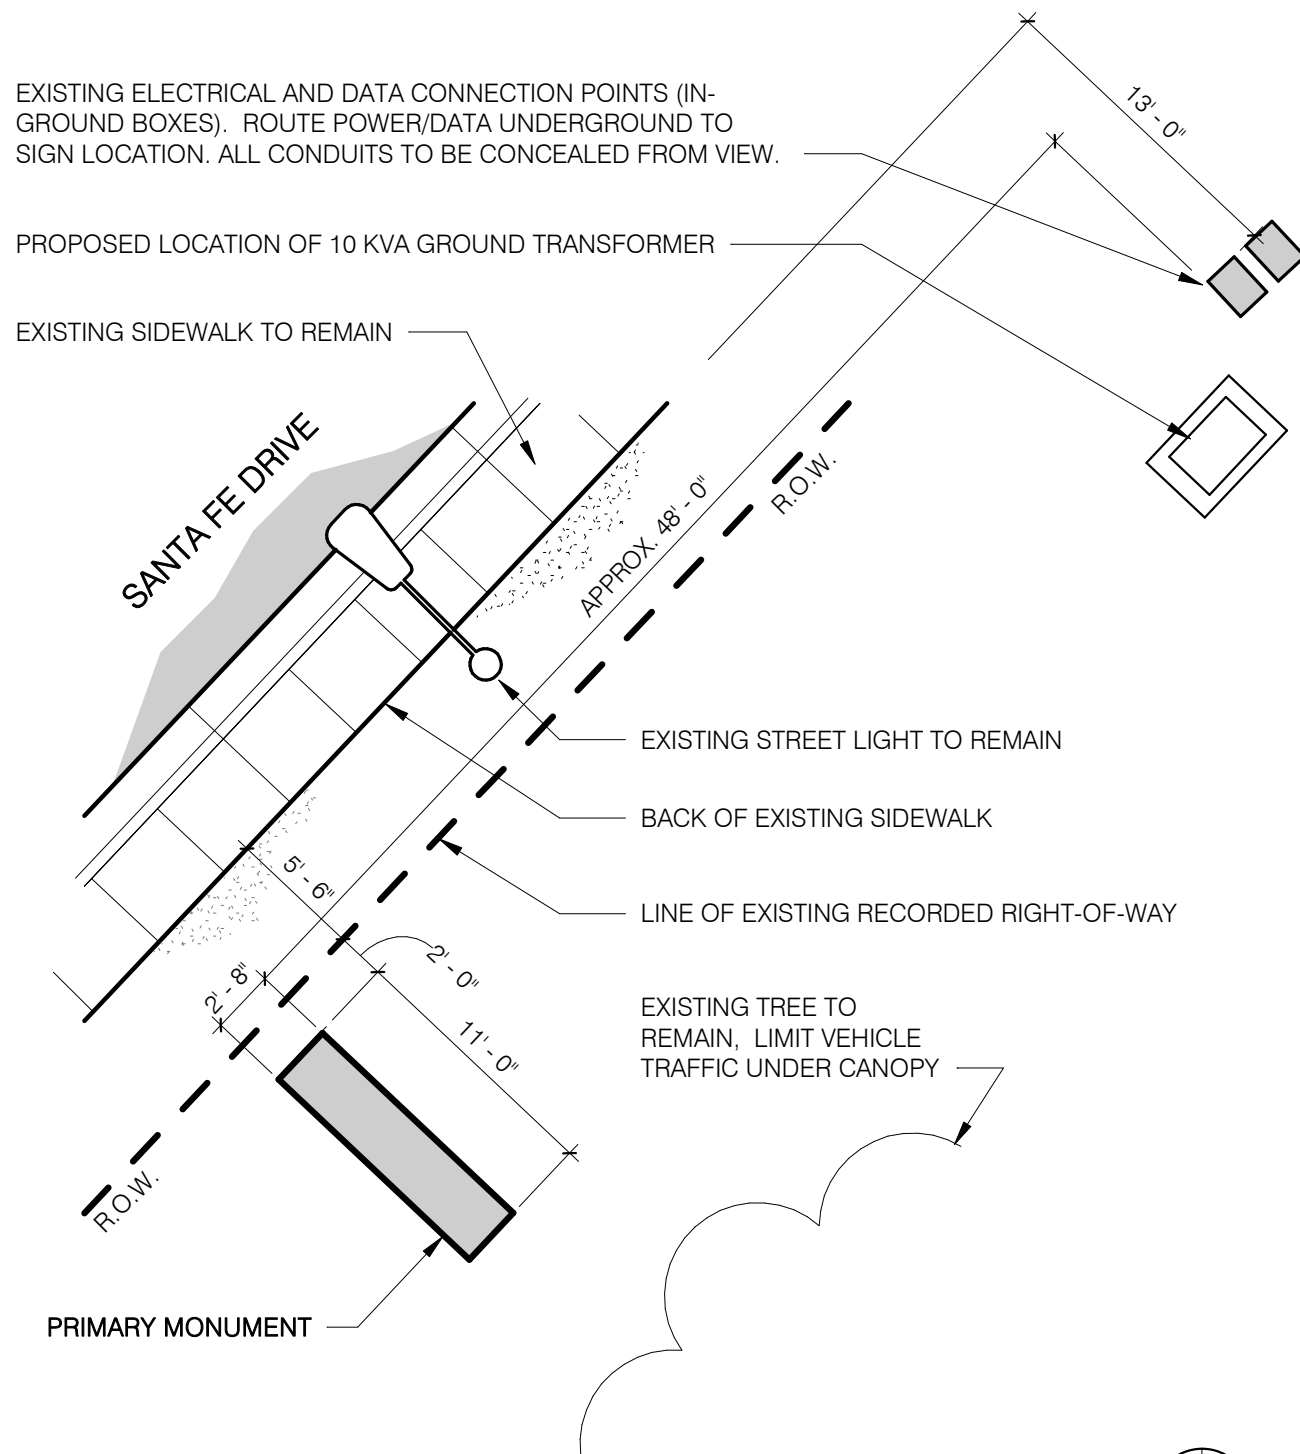 EXISTING ELECTRICAL AND DATA CONNECTION POINTS (IN-
GROUND BOXES).  ROUTE POWER/DATA UNDERGROUND TO
SIGN LOCATION. ALL CONDUITS TO BE CONCEALED FROM VIEW.
13' - 0"
PROPOSED LOCATION OF 10 KVA GROUND TRANSFORMER
EXISTING SIDEWALK TO REMAIN
SANTA FE DRIVE
R.O.W.
APPROX. 48' - 0"
EXISTING STREET LIGHT TO REMAIN
BACK OF EXISTING SIDEWALK
5' - 6"
LINE OF EXISTING RECORDED RIGHT-OF-WAY
2' - 0"
2' - 8"
11' - 0"
EXISTING TREE TO
REMAIN,  LIMIT VEHICLE
TRAFFIC UNDER CANOPY
R.O.W.
PRIMARY MONUMENT